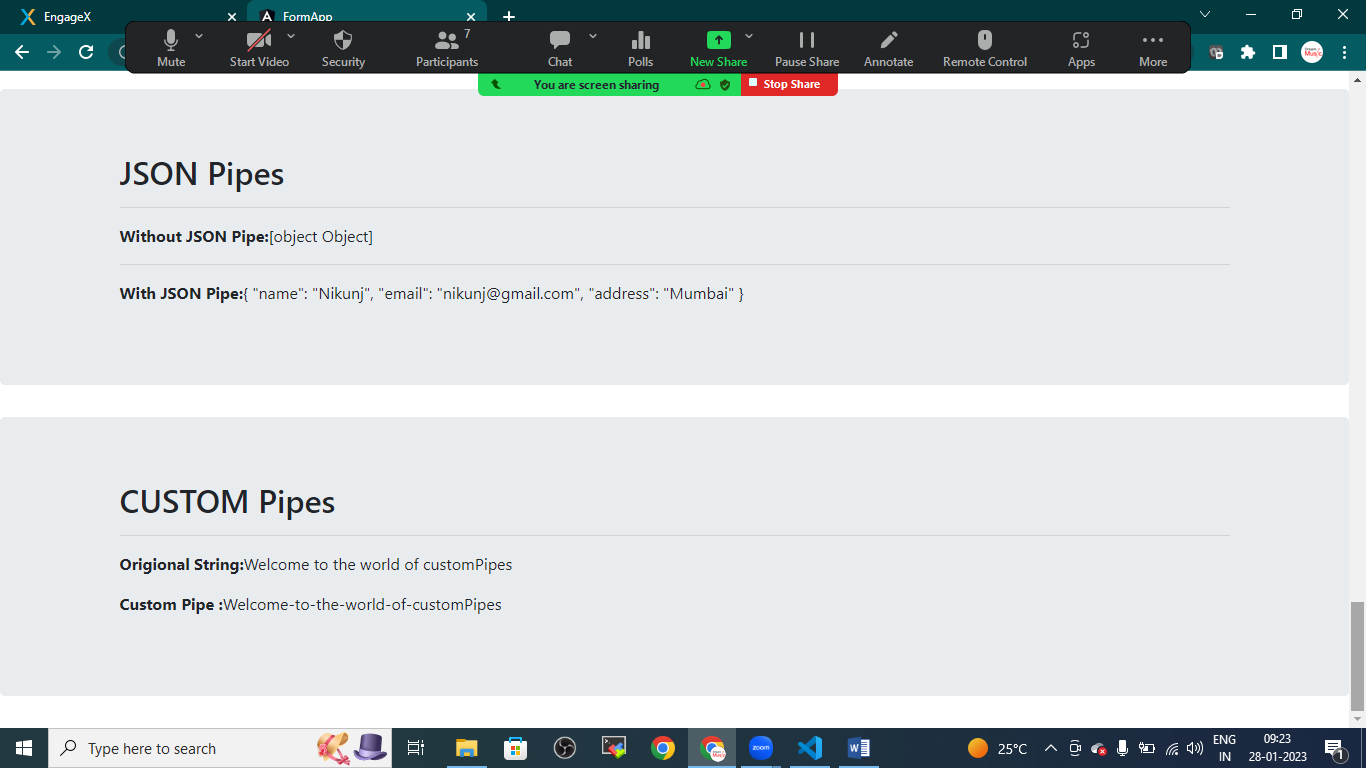 EngageX
FormApp
Mute
Start Video
Security
Participants
7
Chat
Polls
New Share
Pause Share
Annotate
Remote Control
Apps
More
You are screen sharing
Stop Share
JSON Pipes
Without JSON Pipe:[object Object]
With JSON Pipe:{ "name": "Nikunj", "email": "nikunj@gmail.com", "address": "Mumbai" }
CUSTOM Pipes
Origional String:Welcome to the world of customPipes
Custom Pipe :Welcome-to-the-world-of-customPipes
Type here to search
zoom
25°C
ENG
IN
09:23
28-01-2023
1